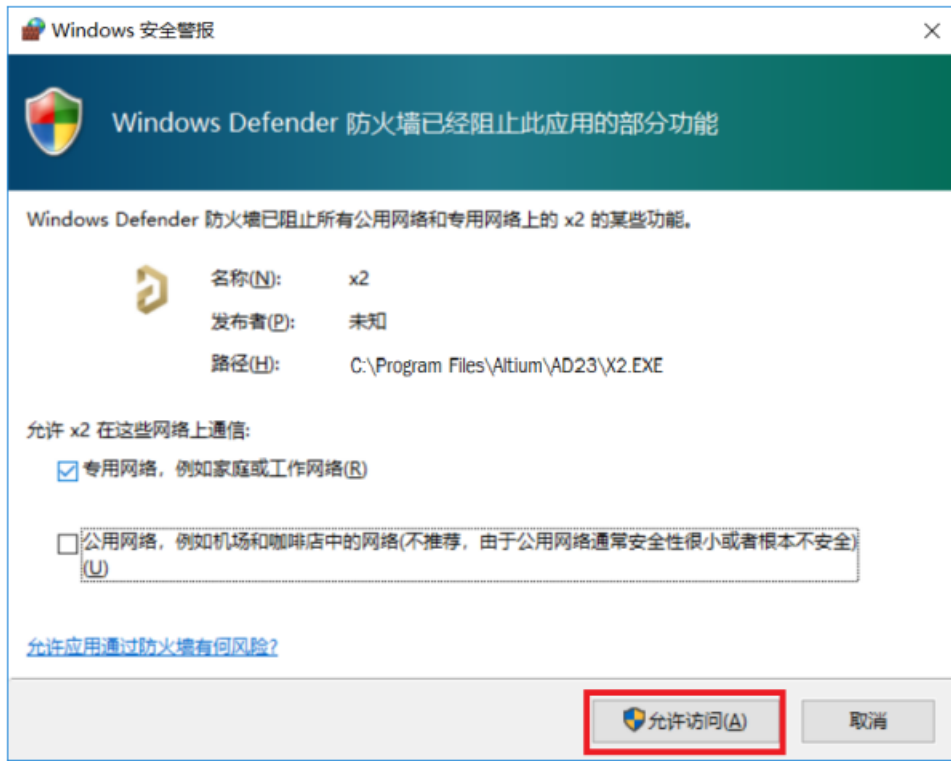 Windows 安全警报
Windows Defender 防火墙已经阻止此应用的部分功能
Windows Defender 防火墙已阻止所有公用网络和专用网络上的 x2 的某些功能。
名称(N): x2
发布者(P): 未知
路径(H): C:\Program Files\Altium\AD23\X2.EXE
允许 x2 在这些网络上通信:
专用网络，例如家庭或工作网络(R)
公用网络，例如机场和咖啡店中的网络(不推荐，由于公用网络通常安全性很小或者根本不安全)
(U)
允许应用通过防火墙有何风险?
允许访问(A) 取消